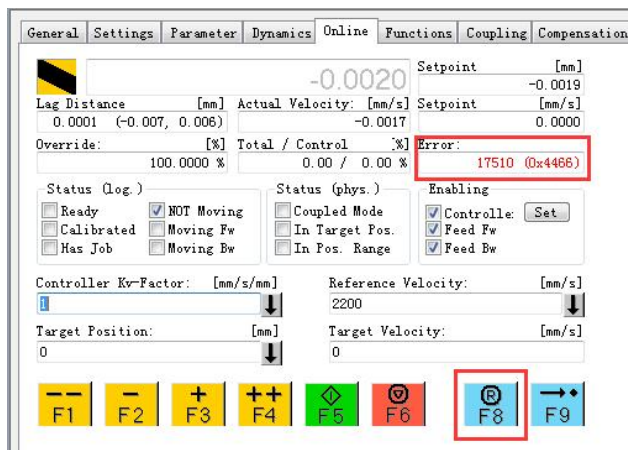 General Settings Parameter Dynamics Online Functions Coupling Compensation
-0.0020
Setpoint [mm]
-0.0019
Lag Distance [mm] Actual Velocity: [mm/s] Setpoint [mm/s]
0.0001 (-0.007, 0.006) -0.0017 0.0000
Override: [%] Total / Control [%] Error:
100.0000 % 0.00 / 0.00 % 17510 (0x4466)
Status (log.) Status (phys.) Enabling
Ready NOT Moving Coupled Mode Controlle: Set
Calibrated Moving Fw In Target Pos. Feed Fw
Has Job Moving Bw In Pos. Range Feed Bw
Controller Kv-Factor: [mm/s/mm] Reference Velocity: [mm/s]
1 2200
Target Position: [mm] Target Velocity: [mm/s]
0 0
-- - + ++ R
F1 F2 F3 F4 F5 F6 F8 F9